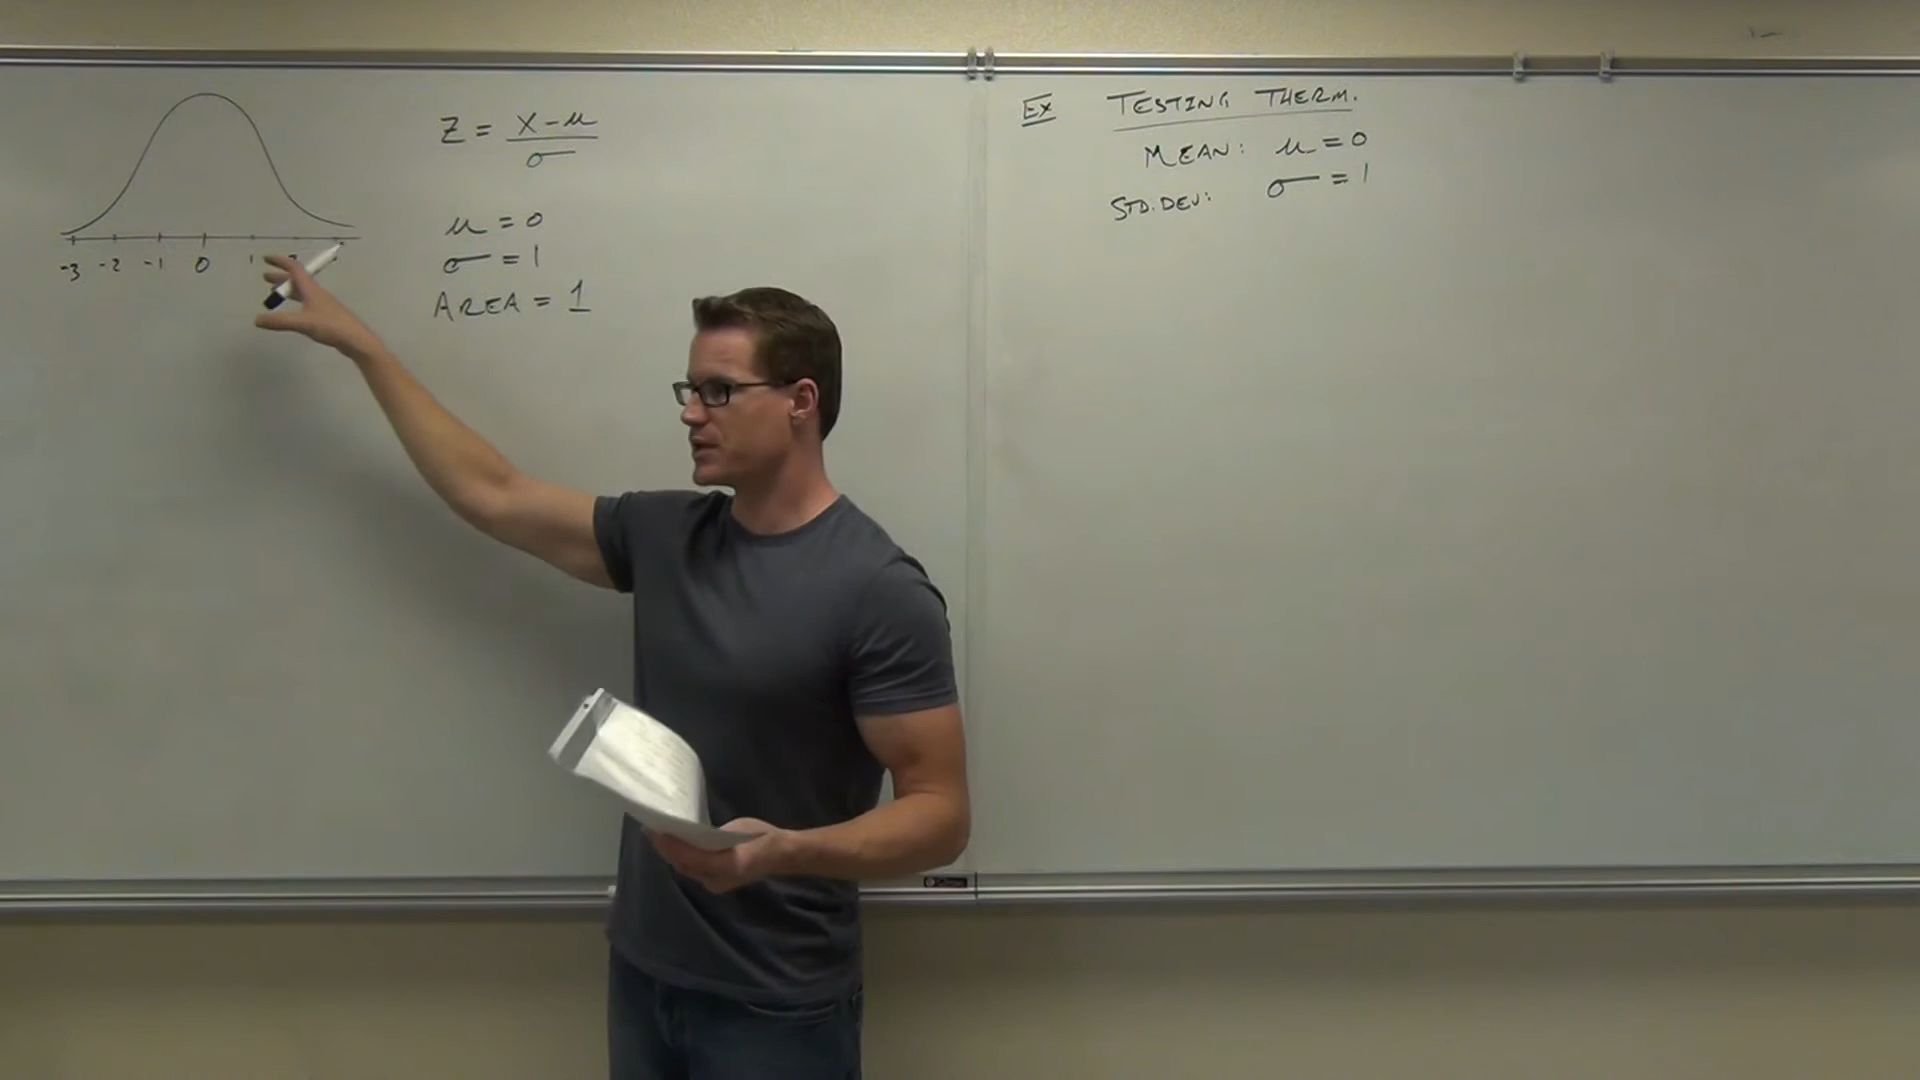 Z = X - μ / σ
μ = 0
σ = 1
AREA = 1
-3 -2 -1 0 1
EX TESTING THERM.
MEAN: μ = 0
STD. DEV: σ = 1